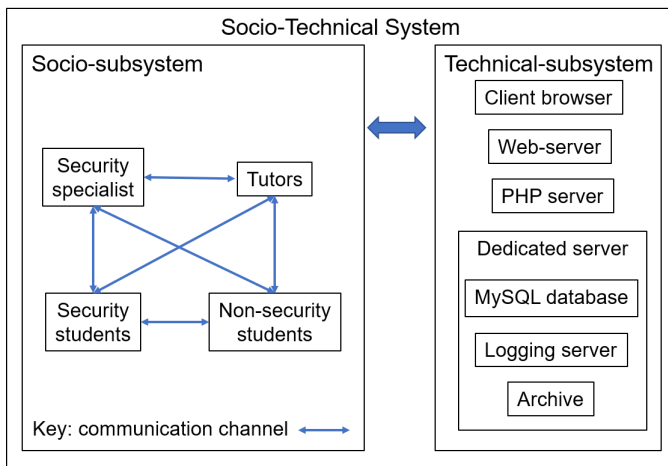 Socio-Technical System
Socio-subsystem
Security
specialist
Tutors
Security
students
Non-security
students
Key: communication channel
Technical-subsystem
Client browser
Web-server
PHP server
Dedicated server
MySQL database
Logging server
Archive